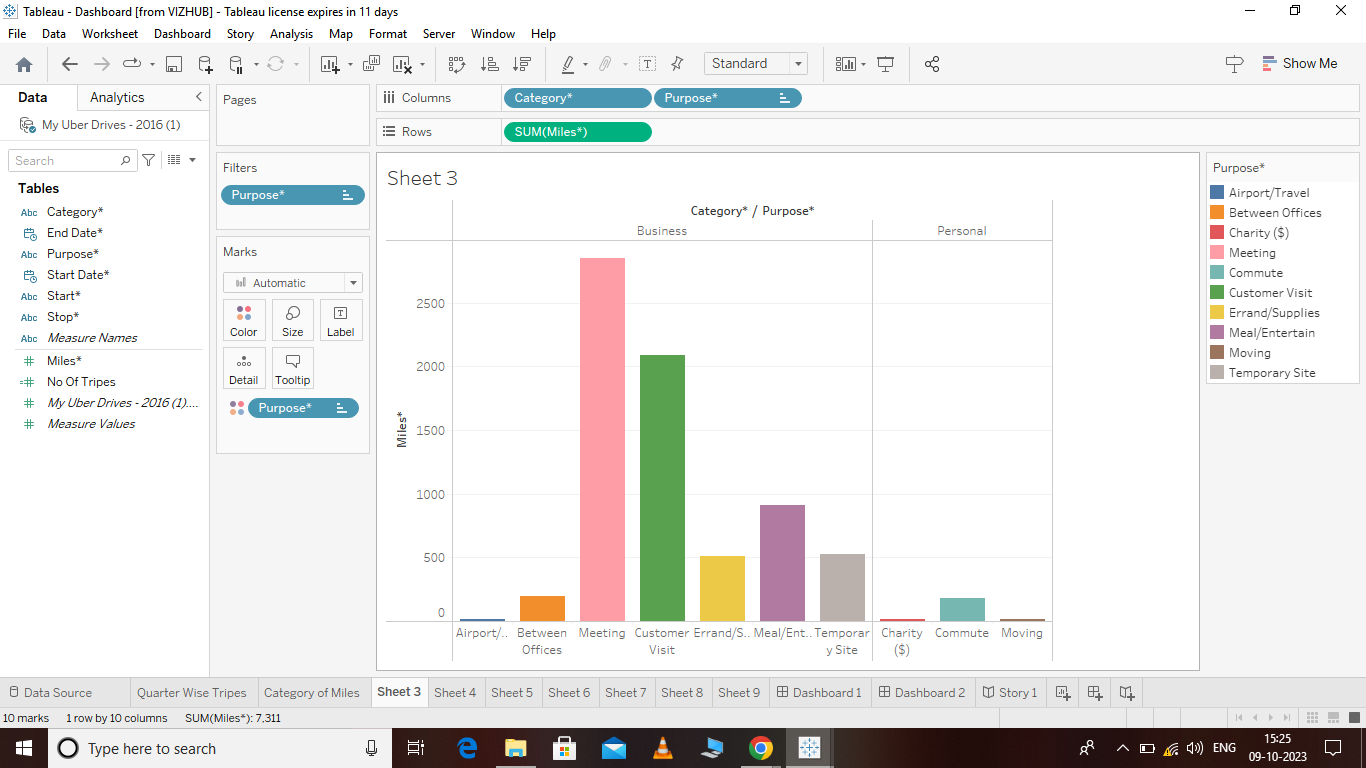 Tableau - Dashboard [from VIZHUB] - Tableau license expires in 11 days
File Data Worksheet Dashboard Story Analysis Map Format Server Window Help
Standard
Show Me
Data Analytics
My Uber Drives - 2016 (1)
Search
Tables
Abc Category*
End Date*
Abc Purpose*
Start Date*
Abc Start*
Abc Stop*
Abc Measure Names
Miles*
No Of Tripes
My Uber Drives - 2016 (1)....
Measure Values
Pages
Filters
Purpose*
Marks
Automatic
Color Size Label
Detail Tooltip
Purpose*
Columns Category* Purpose*
Rows SUM(Miles*)
Sheet 3
Category* / Purpose*
Business Personal
Miles*
2500
2000
1500
1000
500
0
Airport/.. Between Offices Meeting Customer Visit Errand/S.. Meal/Ent.. Temporary Site Charity ($) Commute Moving
Purpose*
Airport/Travel
Between Offices
Charity ($)
Meeting
Commute
Customer Visit
Errand/Supplies
Meal/Entertain
Moving
Temporary Site
Data Source Quarter Wise Tripes Category of Miles Sheet 3 Sheet 4 Sheet 5 Sheet 6 Sheet 7 Sheet 8 Sheet 9 Dashboard 1 Dashboard 2 Story 1
10 marks 1 row by 10 columns SUM(Miles*): 7,311
Type here to search
ENG
15:25
09-10-2023